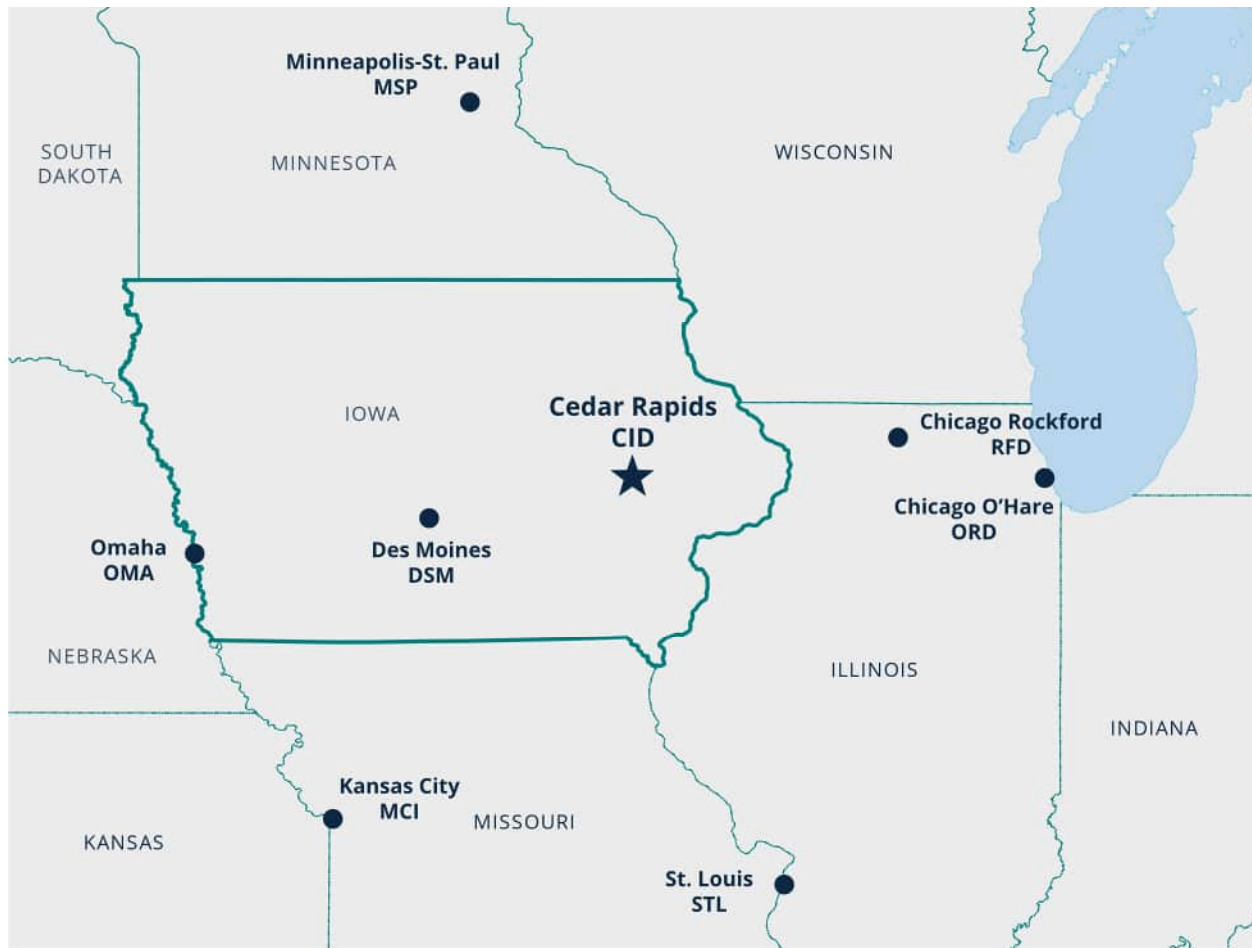 Minneapolis-St. Paul
MSP
SOUTH
DAKOTA
MINNESOTA
WISCONSIN
IOWA
Cedar Rapids
CID
Chicago Rockford
RFD
Chicago O’Hare
ORD
Omaha
OMA
Des Moines
DSM
NEBRASKA
ILLINOIS
INDIANA
Kansas City
MCI
MISSOURI
KANSAS
St. Louis
STL